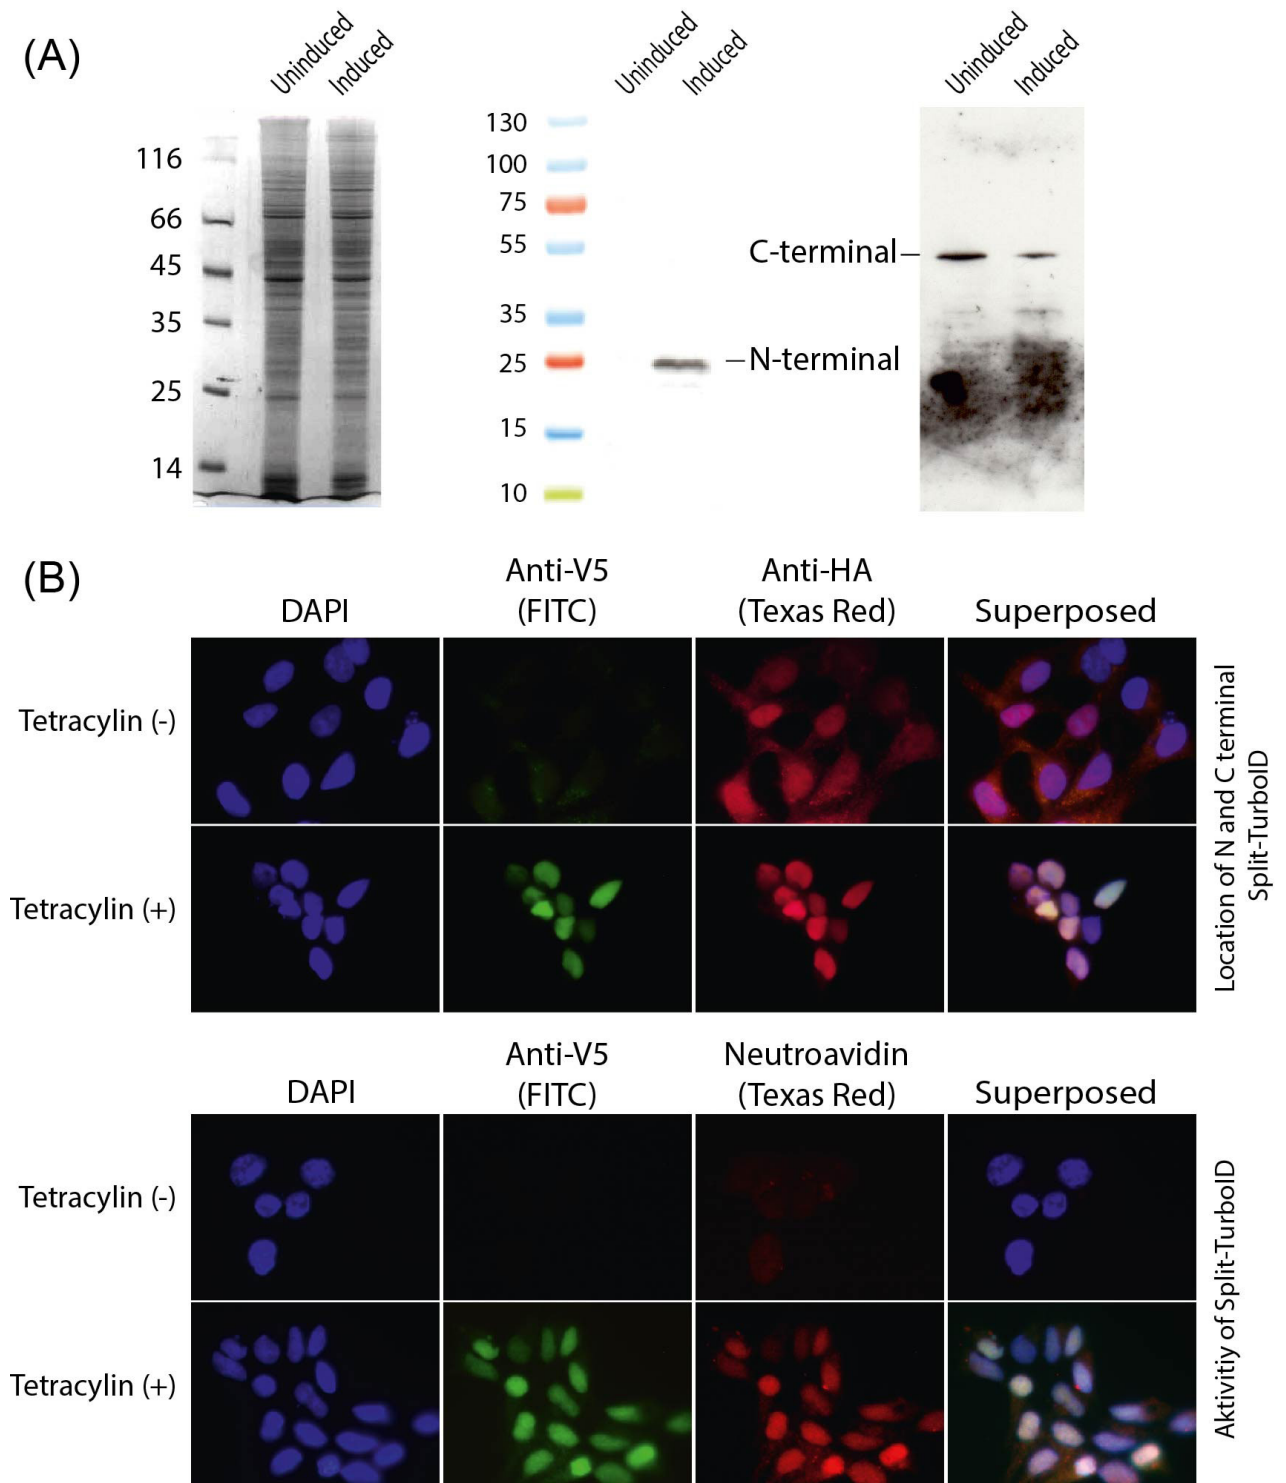 (A)
Uninduced
Induced
Uninduced
Induced
Uninduced
Induced
116
66
45
35
25
14
130
100
75
55
35
25
15
10
C-terminal
N-terminal
(B)
DAPI
Anti-V5
(FITC)
Anti-HA
(Texas Red)
Superposed
Tetracylin (-)
Tetracylin (+)
Location of N and C terminal
Split-TurboID
DAPI
Anti-V5
(FITC)
Neutroavidin
(Texas Red)
Superposed
Tetracylin (-)
Tetracylin (+)
Aktivitiy of Split-TurboID